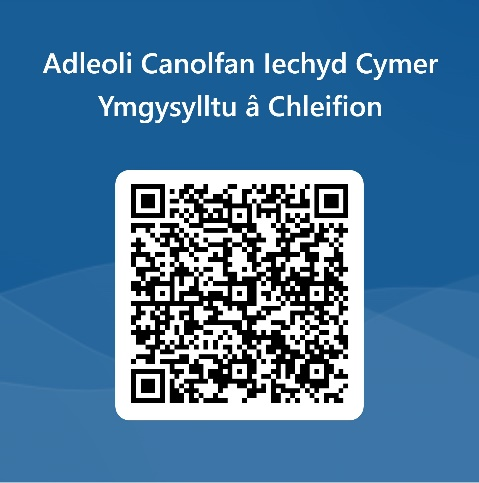 Adleoli Canolfan Iechyd Cymer
Ymgysylltu â Chleifion